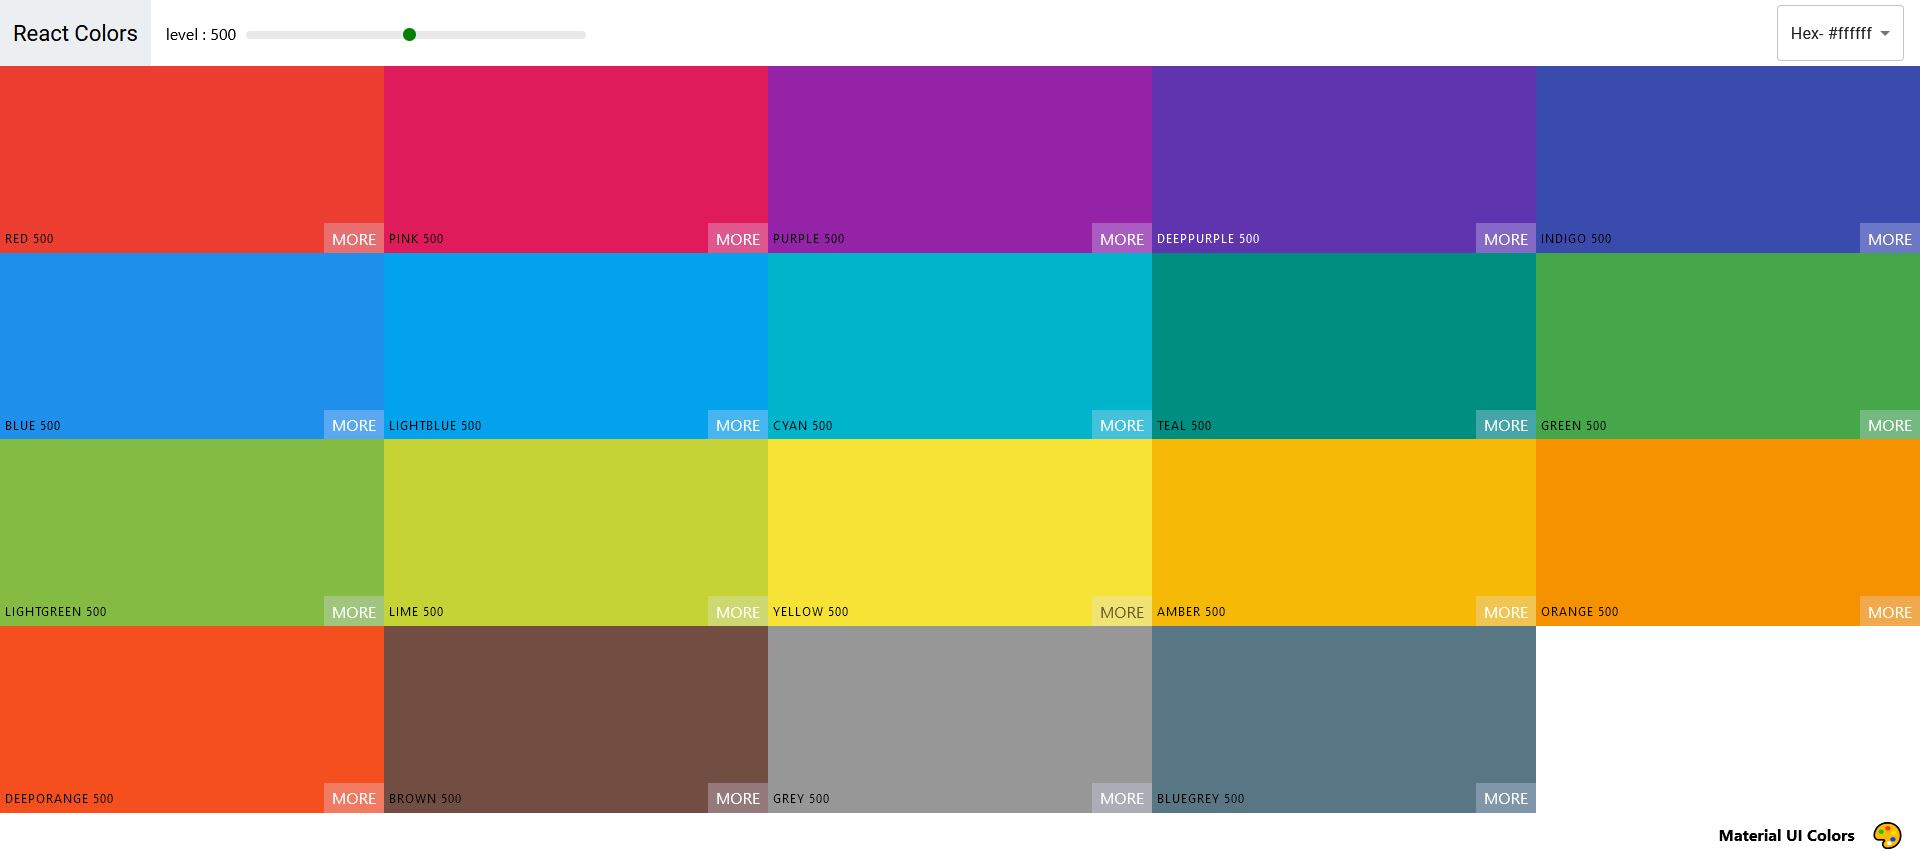 React Colors
level : 500
Hex- #ffffff
RED 500
MORE
PINK 500
MORE
PURPLE 500
MORE
DEEPPURPLE 500
MORE
INDIGO 500
MORE
BLUE 500
MORE
LIGHTBLUE 500
MORE
CYAN 500
MORE
TEAL 500
MORE
GREEN 500
MORE
LIGHTGREEN 500
MORE
LIME 500
MORE
YELLOW 500
MORE
AMBER 500
MORE
ORANGE 500
MORE
DEEPORANGE 500
MORE
BROWN 500
MORE
GREY 500
MORE
BLUEGREY 500
MORE
Material UI Colors